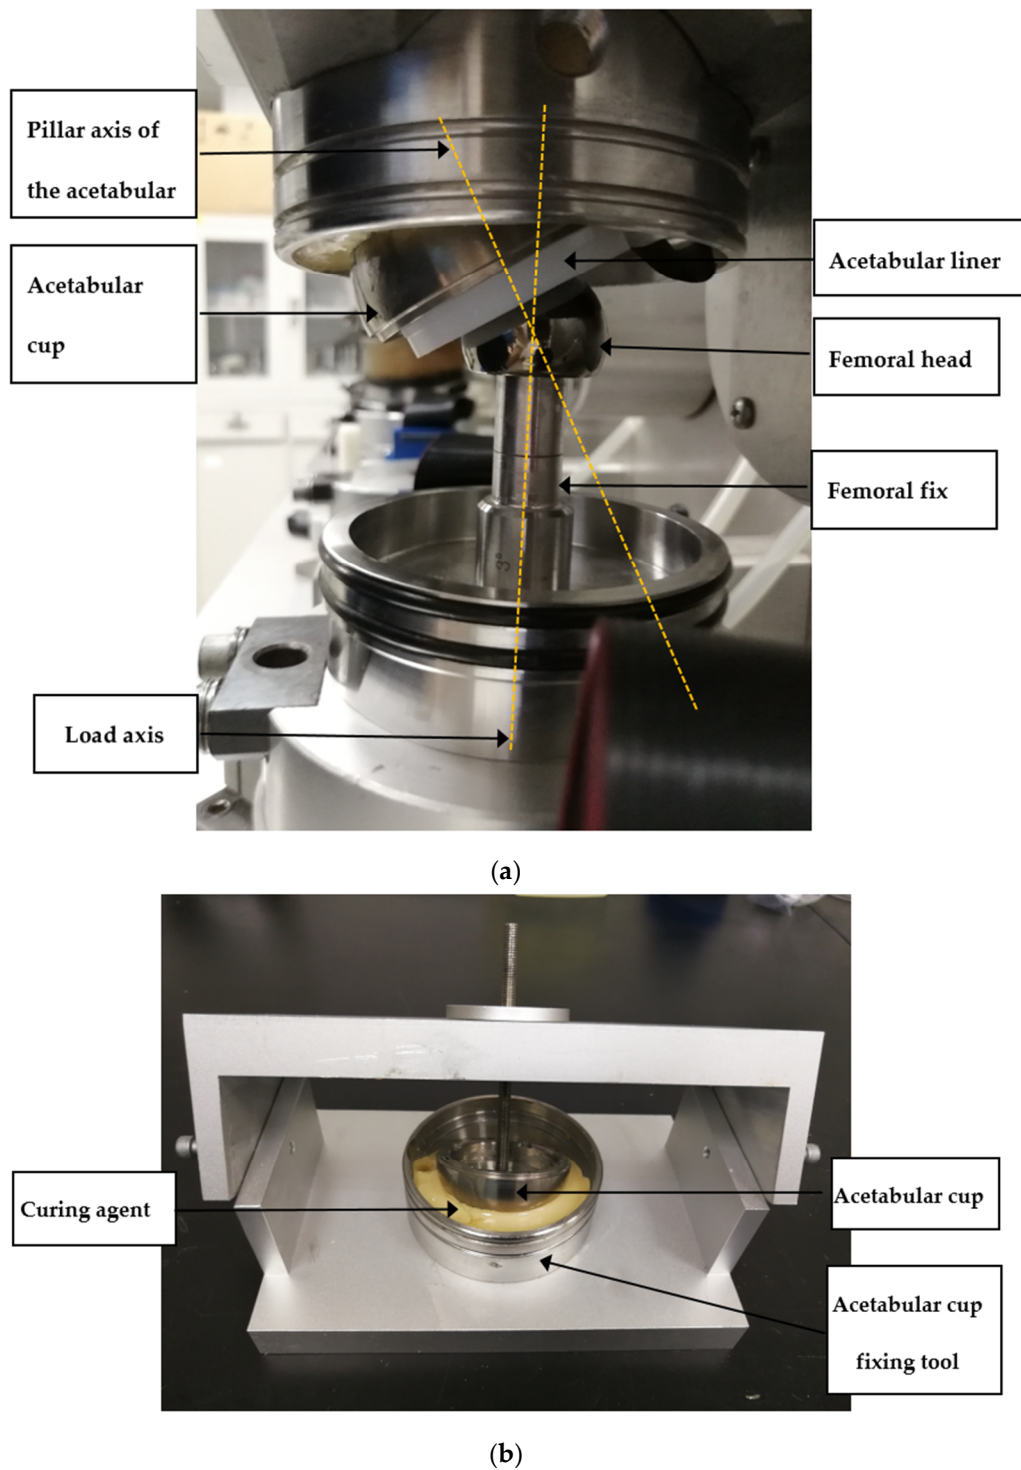 Pillar axis of
the acetabular
Acetabular
cup
Acetabular liner
Femoral head
Femoral fix
3°
Load axis
(a)
Curing agent
Acetabular cup
Acetabular cup
fixing tool
(b)